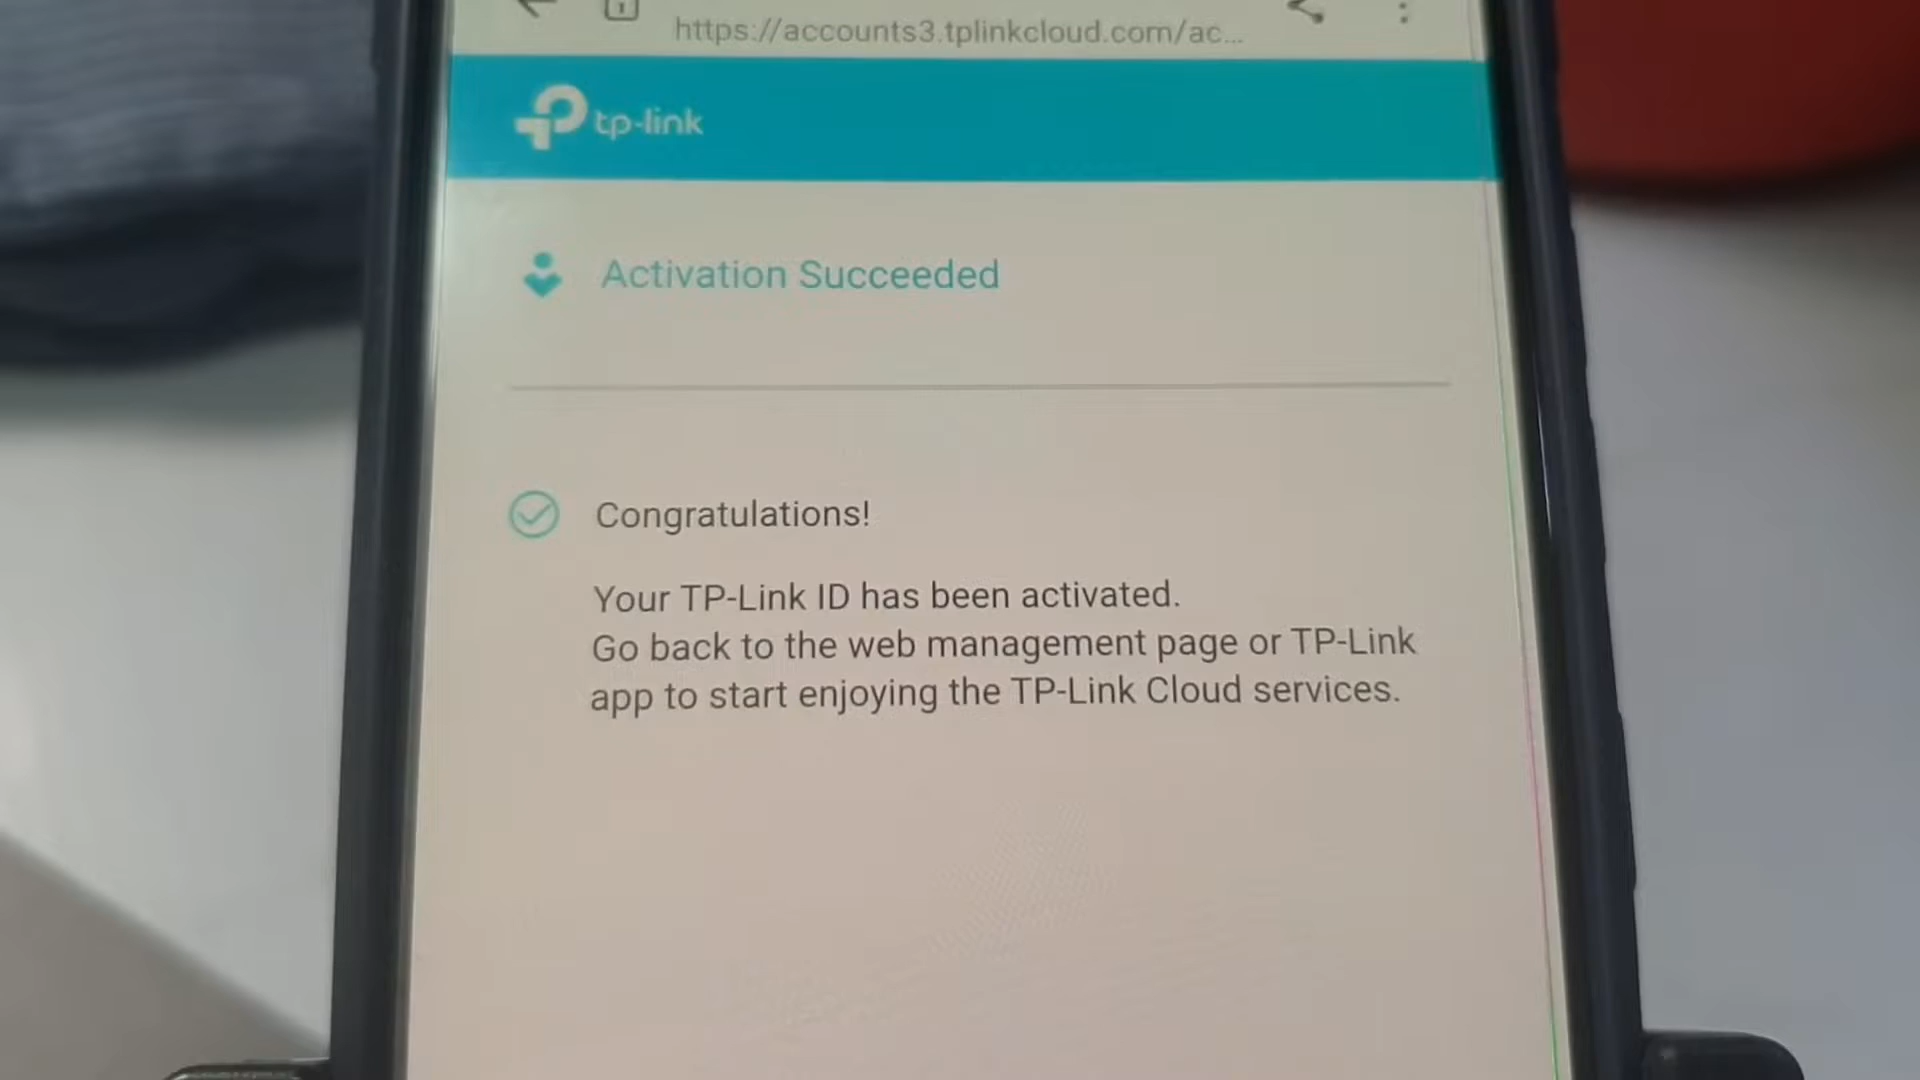 https://accounts3.tplinkcloud.com/ac...
tp-link
Activation Succeeded
Congratulations!
Your TP-Link ID has been activated.
Go back to the web management page or TP-Link
app to start enjoying the TP-Link Cloud services.